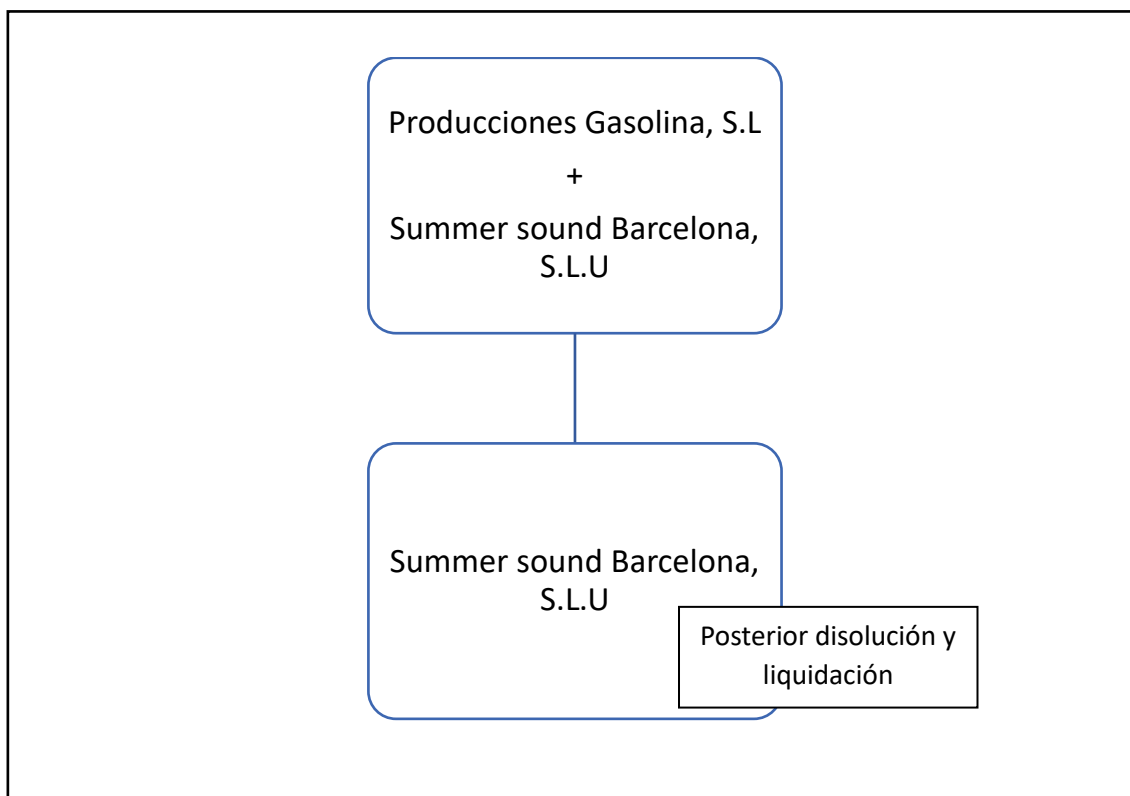 Producciones Gasolina, S.L
+
Summer sound Barcelona,
S.L.U
Summer sound Barcelona,
S.L.U
Posterior disolución y
liquidación